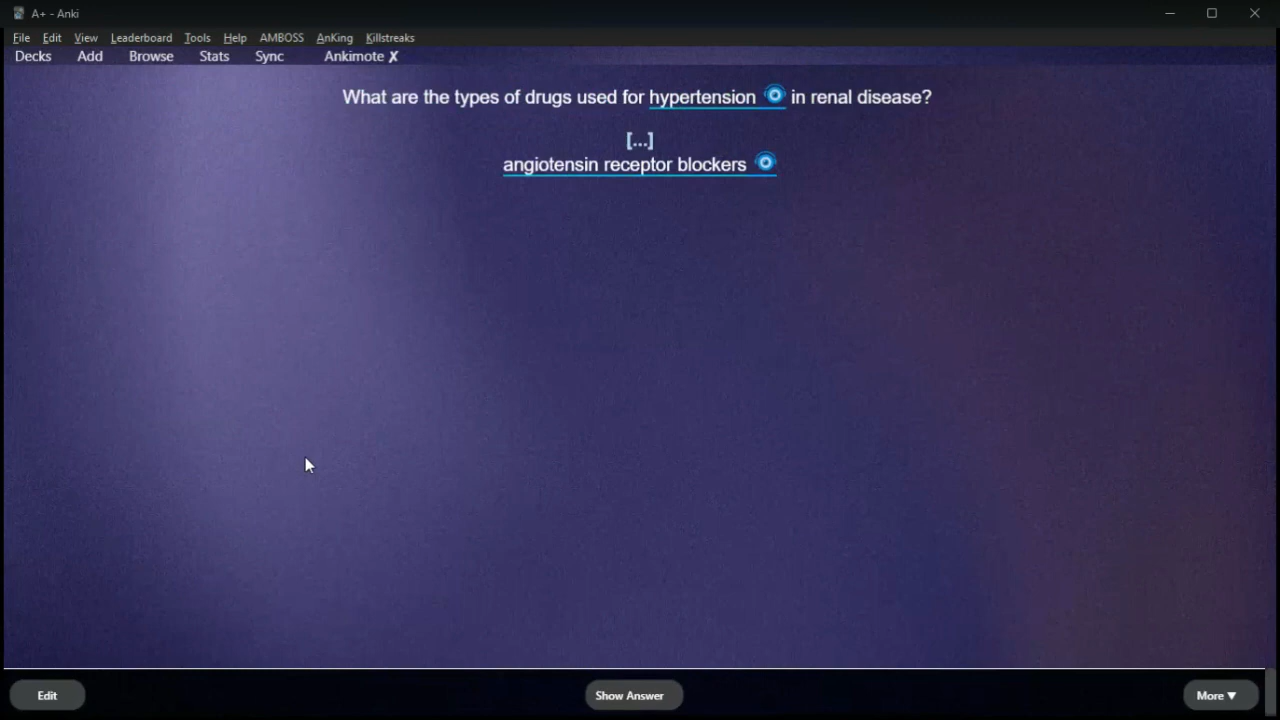 A+ - Anki
File Edit View Leaderboard Tools Help AMBOSS AnKing Killstreaks
Decks Add Browse Stats Sync Ankimote ✗
What are the types of drugs used for hypertension in renal disease?
[...]
angiotensin receptor blockers
Edit Show Answer More ▼